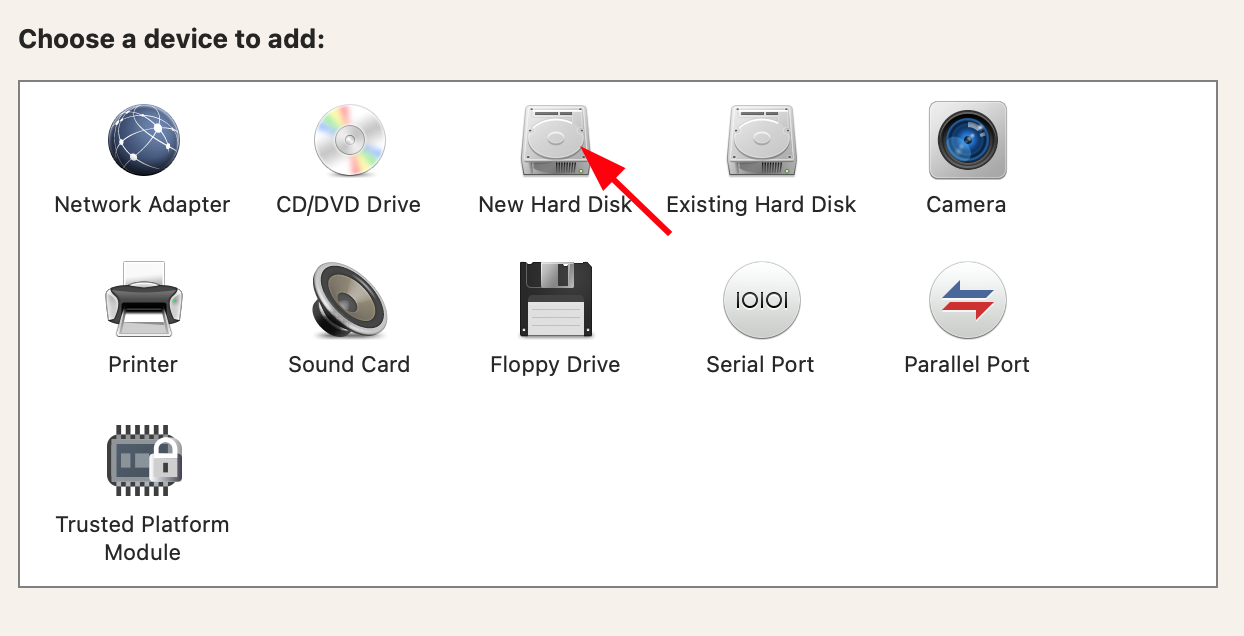 Choose a device to add:
Network Adapter
CD/DVD Drive
New Hard Disk
Existing Hard Disk
Camera
Printer
Sound Card
Floppy Drive
IOIOI
Serial Port
Parallel Port
Trusted Platform
Module